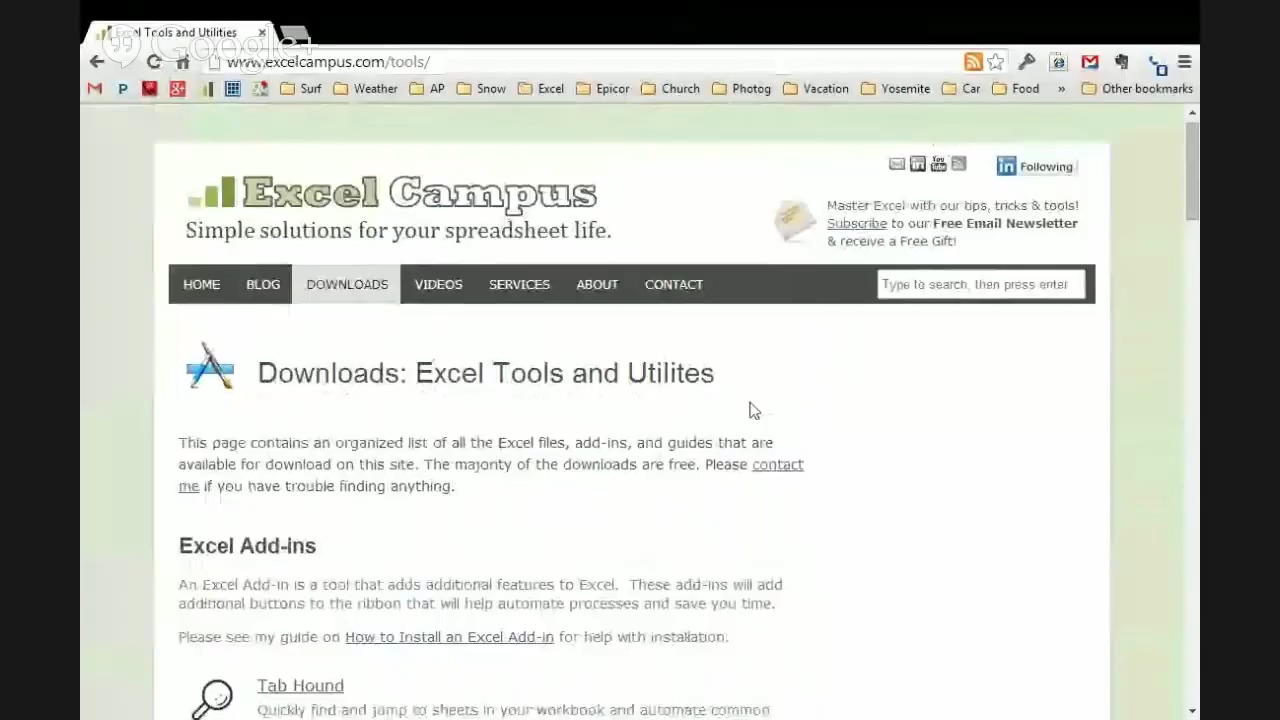 Excel Tools and Utilities
Google+
www.excelcampus.com/tools/
Surf Weather AP Snow Excel Epicor Church Photog Vacation Yosemite Car Food » Other bookmarks
Following
Excel Campus
Simple solutions for your spreadsheet life.
Master Excel with our tips, tricks & tools!
Subscribe to our Free Email Newsletter
& receive a Free Gift!
HOME BLOG DOWNLOADS VIDEOS SERVICES ABOUT CONTACT
Type to search, then press enter
Downloads: Excel Tools and Utilites
This page contains an organized list of all the Excel files, add-ins, and guides that are
available for download on this site. The majority of the downloads are free. Please contact
me if you have trouble finding anything.
Excel Add-ins
An Excel Add-in is a tool that adds additional features to Excel. These add-ins will add
additional buttons to the ribbon that will help automate processes and save you time.
Please see my guide on How to Install an Excel Add-in for help with installation.
Tab Hound
Quickly find and jump to sheets in your workbook and automate common